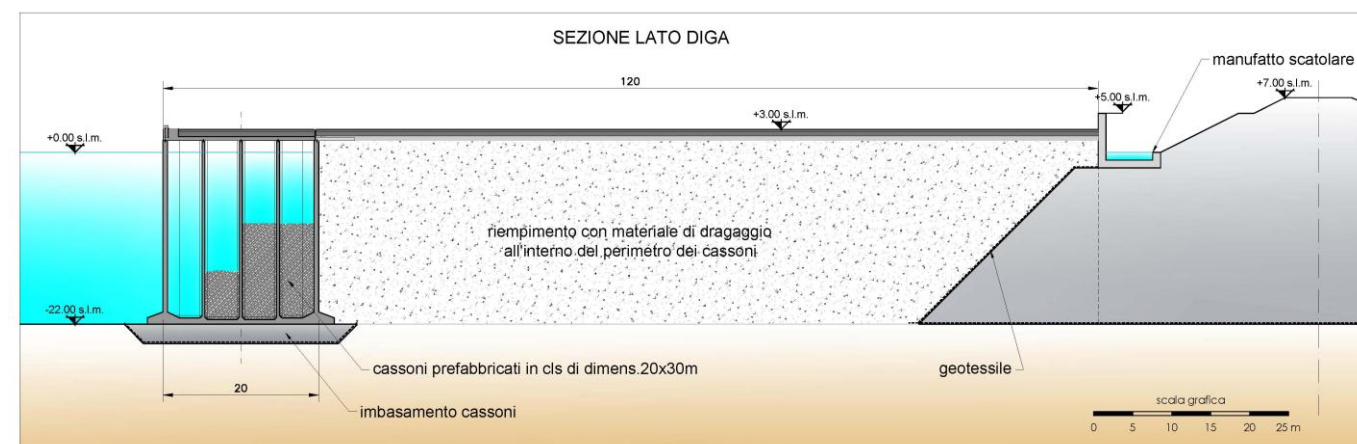 SEZIONE LATO DIGA
manufatto scatolare
120
+7.00 s.l.m.
+5.00 s.l.m.
+3.00 s.l.m.
+0.00 s.l.m.
riempimento con materiale di dragaggio
all'interno del perimetro dei cassoni
-22.00 s.l.m.
cassoni prefabbricati in cls di dimens.20x30m
geotessile
20
imbasamento cassoni
scala grafica
0 5 10 15 20 25 m